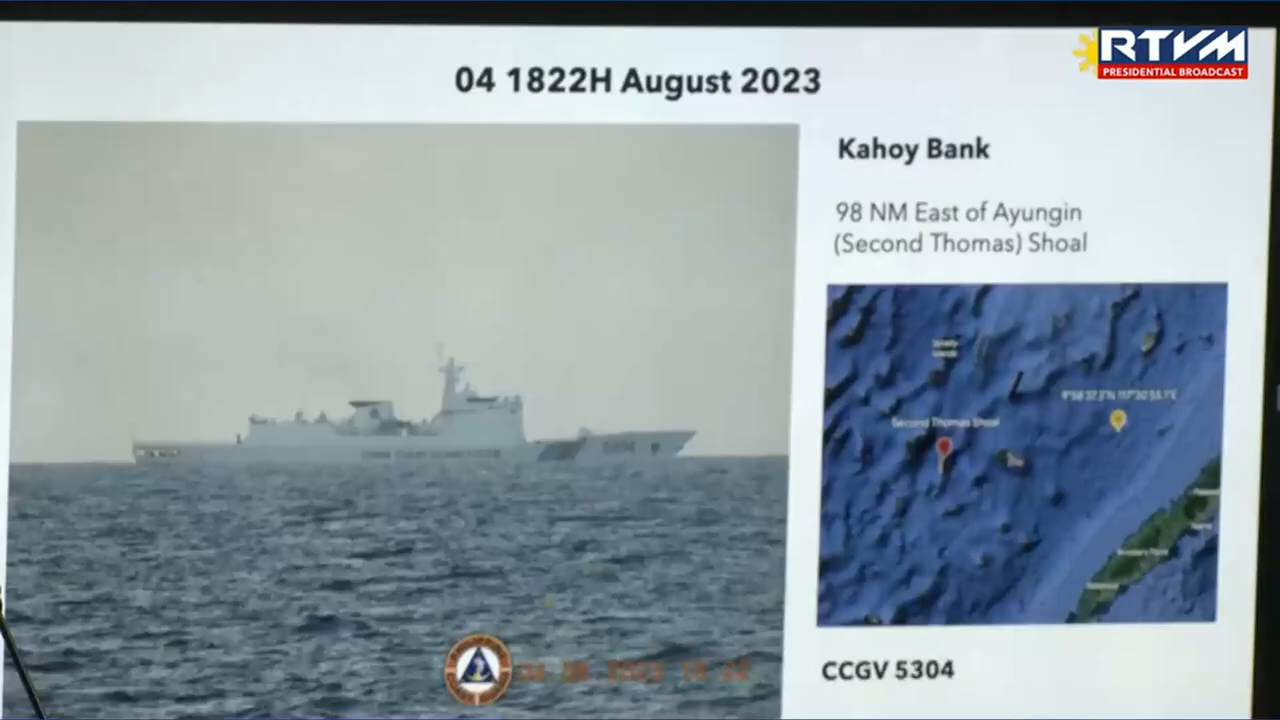 RTVM
PRESIDENTIAL BROADCAST
04 1822H August 2023
Kahoy Bank
98 NM East of Ayungin
(Second Thomas) Shoal
Second Thomas Shoal
CCGV 5304